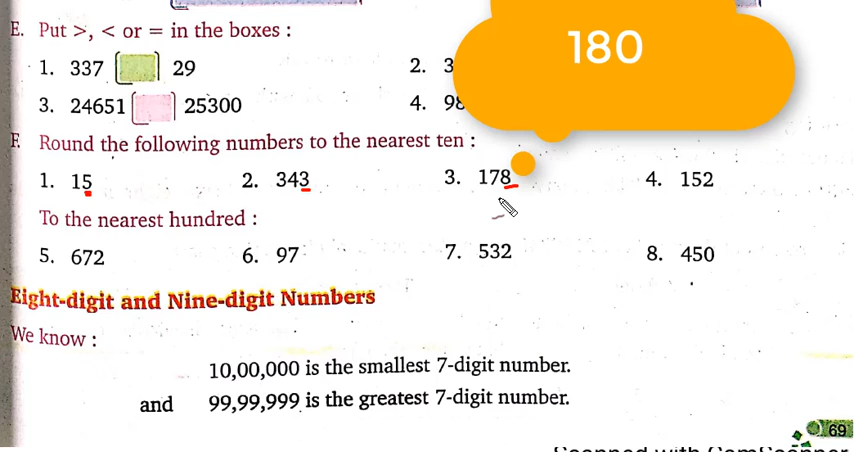 E. Put >, < or = in the boxes :
1. 337 29 2. 3
3. 24651 25300 4. 98
180
F. Round the following numbers to the nearest ten :
1. 15 2. 343 3. 178 4. 152
To the nearest hundred :
5. 672 6. 97 7. 532 8. 450
Eight-digit and Nine-digit Numbers
We know :
10,00,000 is the smallest 7-digit number.
and 99,99,999 is the greatest 7-digit number.
69